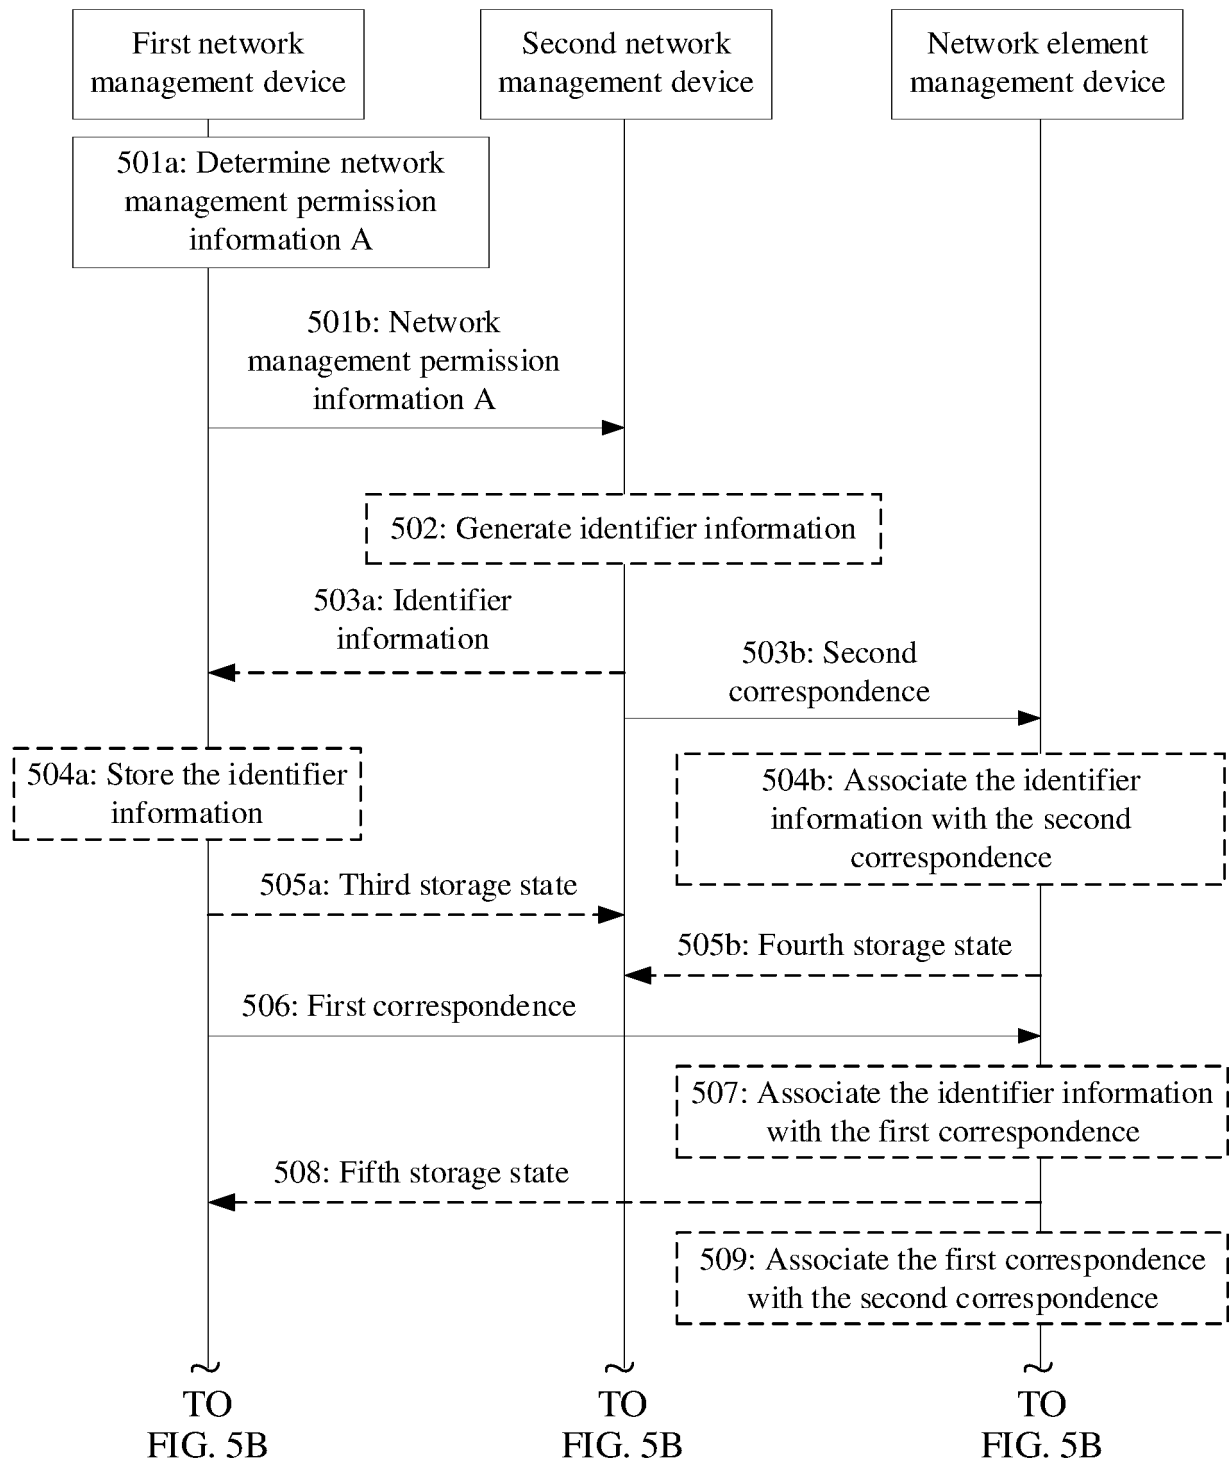 First network
management device
Second network
management device
Network element
management device
501a: Determine network
management permission
information A
501b: Network
management permission
information A
502: Generate identifier information
503a: Identifier
information
503b: Second
correspondence
504a: Store the identifier
information
504b: Associate the identifier
information with the second
correspondence
505a: Third storage state
505b: Fourth storage state
506: First correspondence
507: Associate the identifier information
with the first correspondence
508: Fifth storage state
509: Associate the first correspondence
with the second correspondence
TO
FIG. 5B
TO
FIG. 5B
TO
FIG. 5B